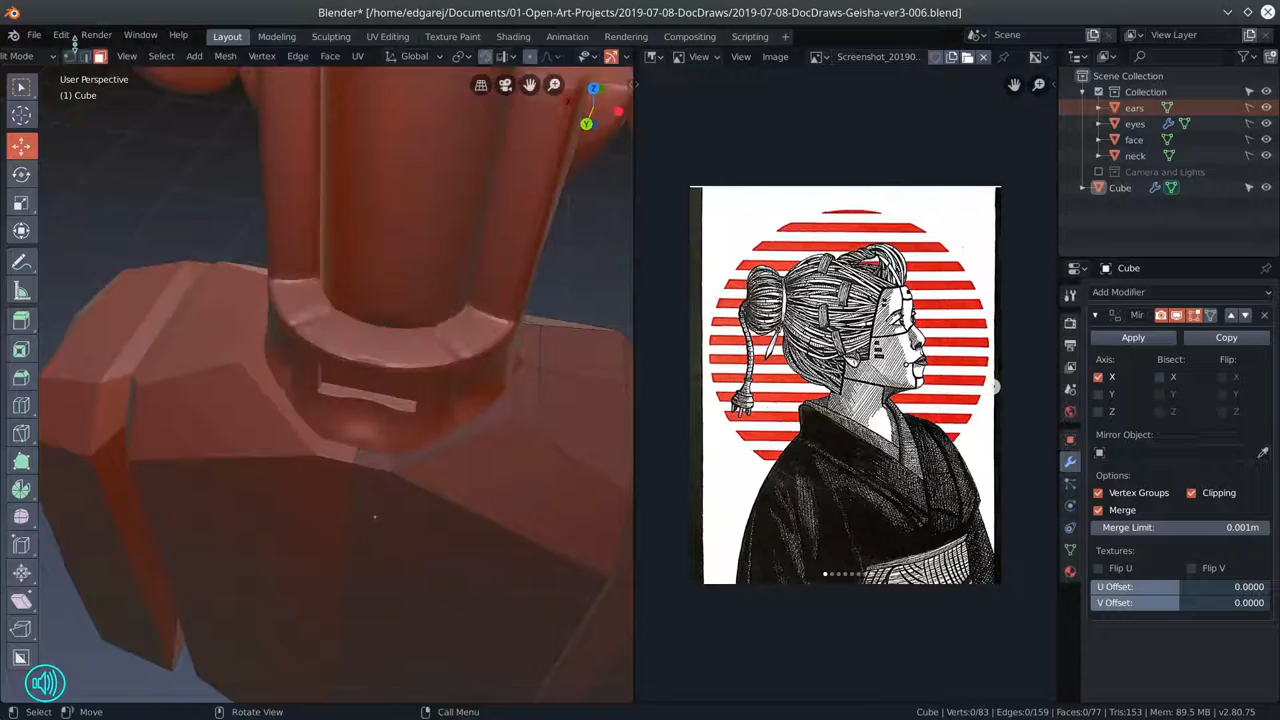 Blender* [/home/edgarej/Documents/01-Open-Art-Projects/2019-07-08-DocDraws/2019-07-08-DocDraws-Geisha-ver3-006.blend]
File Edit Render Window Help Layout Modeling Sculpting UV Editing Texture Paint Shading Animation Rendering Compositing Scripting + Scene View Layer
it Mode View Select Add Mesh Vertex Edge Face UV Global View View Image Screenshot_20190..
User Perspective
(1) Cube
Z
Y
Scene Collection
Collection
ears
eyes
face
neck
Camera and Lights
Cube
Cube
Add Modifier
Mir
Apply Copy
Axis: Bisect: Flip:
X X X
Y Y Y
Z Z Z
Mirror Object:
Options:
Vertex Groups Clipping
Merge
Merge Limit: 0.001m
Textures:
Flip U Flip V
U Offset: 0.0000
V Offset: 0.0000
Select Move Rotate View Call Menu Cube | Verts:0/83 | Edges:0/159 | Faces:0/77 | Tris:153 | Mem: 89.5 MB | v2.80.75